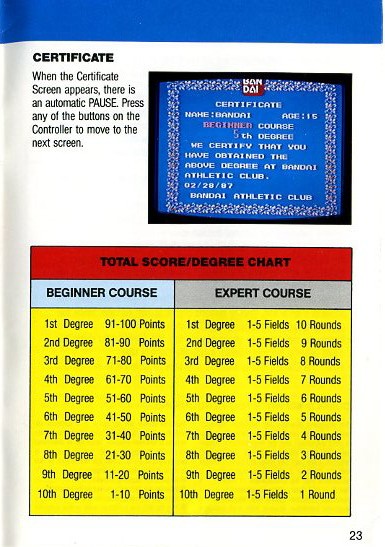 CERTIFICATE
When the Certificate
Screen appears, there is
an automatic PAUSE. Press
any of the buttons on the
Controller to move to the
next screen.
BAN
DAI
CERTIFICATE
NAME:BANDAI AGE:15
BEGINNER COURSE
5th DEGREE
WE CERTIFY THAT YOU
HAVE OBTAINED THE
ABOVE DEGREE AT BANDAI
ATHLETIC CLUB.
02/28/87
BANDAI ATHLETIC CLUB
TOTAL SCORE/DEGREE CHART
BEGINNER COURSE EXPERT COURSE
1st Degree 91-100 Points 1st Degree 1-5 Fields 10 Rounds
2nd Degree 81-90 Points 2nd Degree 1-5 Fields 9 Rounds
3rd Degree 71-80 Points 3rd Degree 1-5 Fields 8 Rounds
4th Degree 61-70 Points 4th Degree 1-5 Fields 7 Rounds
5th Degree 51-60 Points 5th Degree 1-5 Fields 6 Rounds
6th Degree 41-50 Points 6th Degree 1-5 Fields 5 Rounds
7th Degree 31-40 Points 7th Degree 1-5 Fields 4 Rounds
8th Degree 21-30 Points 8th Degree 1-5 Fields 3 Rounds
9th Degree 11-20 Points 9th Degree 1-5 Fields 2 Rounds
10th Degree 1-10 Points 10th Degree 1-5 Fields 1 Round
23